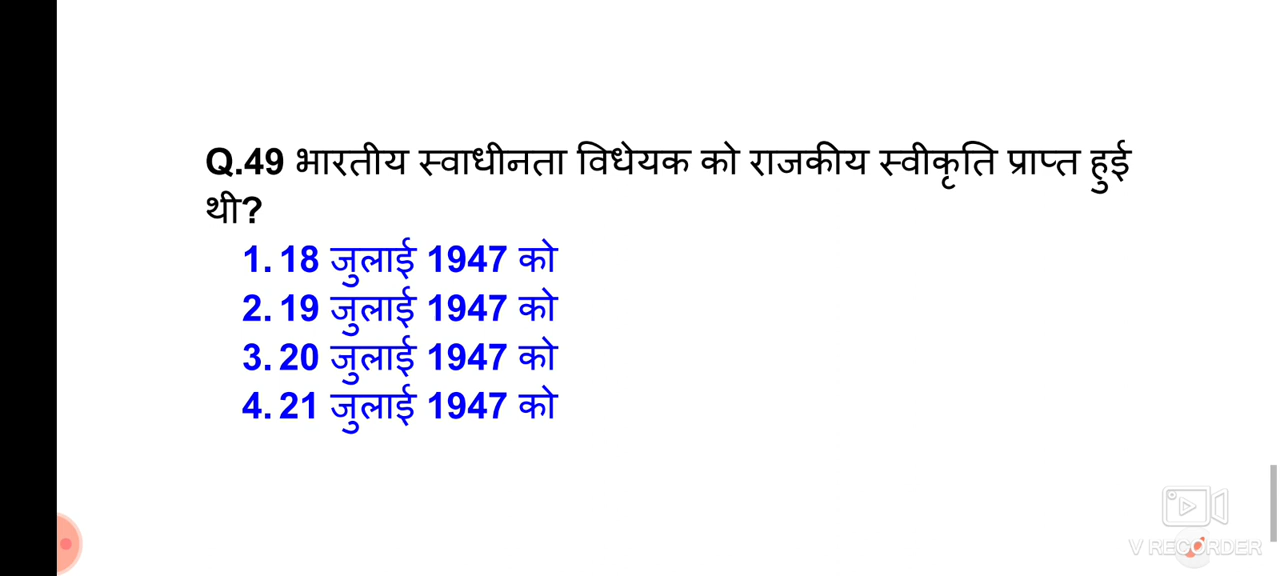 Q.49 भारतीय स्वाधीनता विधेयक को राजकीय स्वीकृति प्राप्त हुई
थी?
1. 18 जुलाई 1947 को
2. 19 जुलाई 1947 को
3. 20 जुलाई 1947 को
4. 21 जुलाई 1947 को
V RECORDER